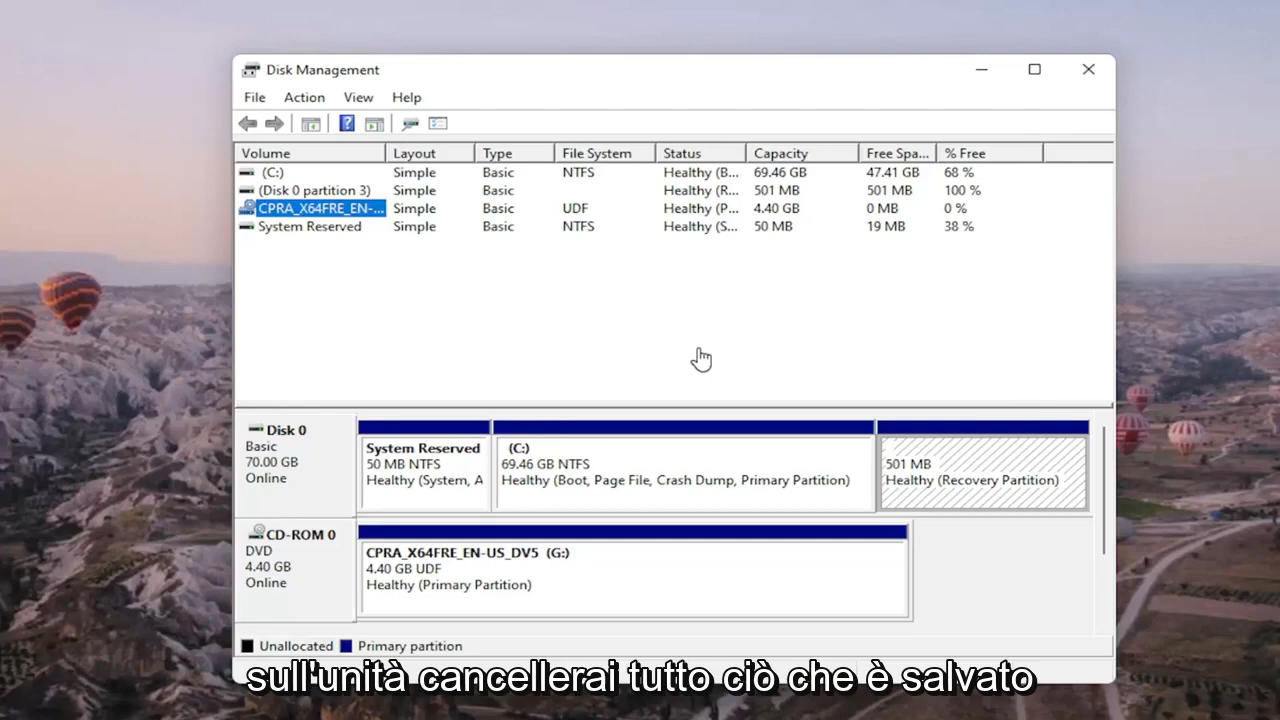 Disk Management
File Action View Help
Volume Layout Type File System Status Capacity Free Spa... % Free
(C:) Simple Basic NTFS Healthy (B... 69.46 GB 47.41 GB 68 %
(Disk 0 partition 3) Simple Basic Healthy (R... 501 MB 501 MB 100 %
CPRA_X64FRE_EN-... Simple Basic UDF Healthy (P... 4.40 GB 0 MB 0 %
System Reserved Simple Basic NTFS Healthy (S... 50 MB 19 MB 38 %
Disk 0
Basic
70.00 GB
Online
System Reserved
50 MB NTFS
Healthy (System, A
(C:)
69.46 GB NTFS
Healthy (Boot, Page File, Crash Dump, Primary Partition)
501 MB
Healthy (Recovery Partition)
CD-ROM 0
DVD
4.40 GB
Online
CPRA_X64FRE_EN-US_DV5 (G:)
4.40 GB UDF
Healthy (Primary Partition)
Unallocated Primary partition
sull'unità cancellerai tutto ciò che è salvato